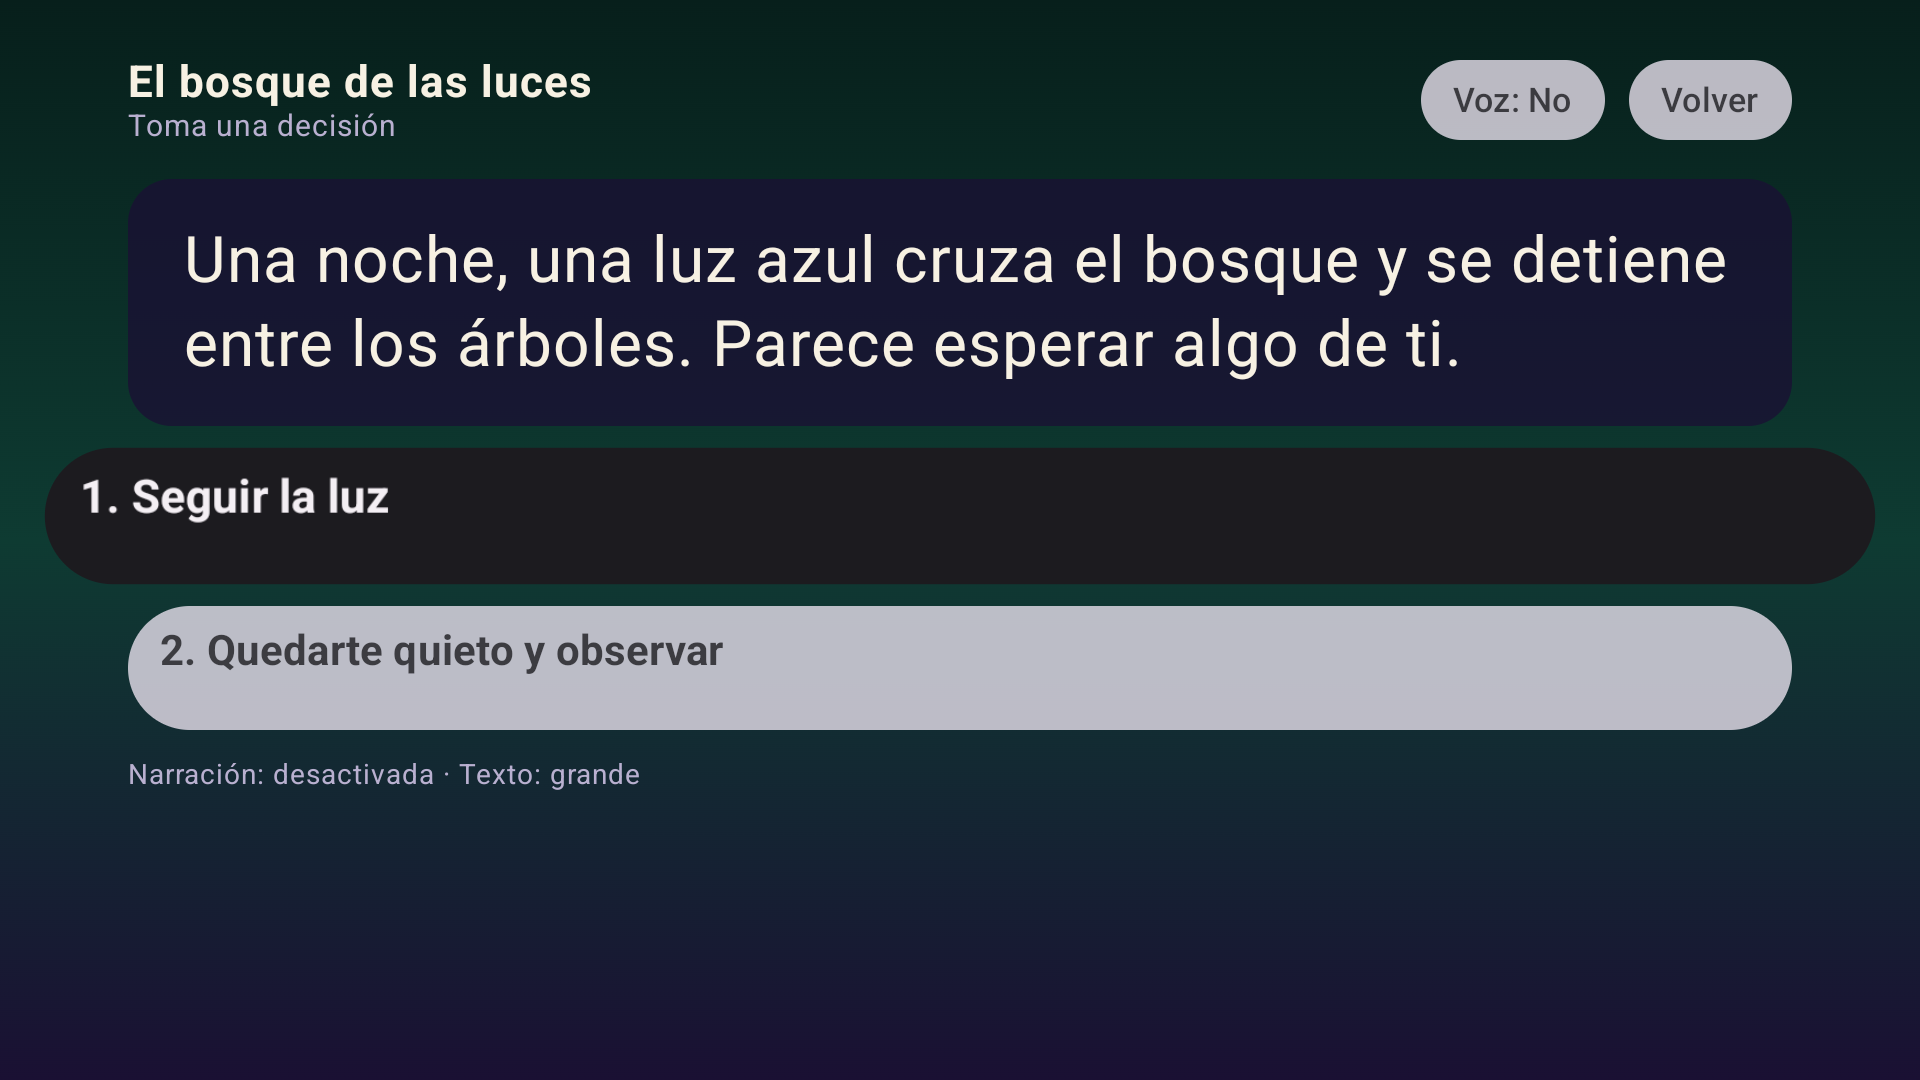 El bosque de las luces
Toma una decisión
Voz: No
Volver
Una noche, una luz azul cruza el bosque y se detiene
entre los árboles. Parece esperar algo de ti.
1. Seguir la luz
2. Quedarte quieto y observar
Narración: desactivada · Texto: grande